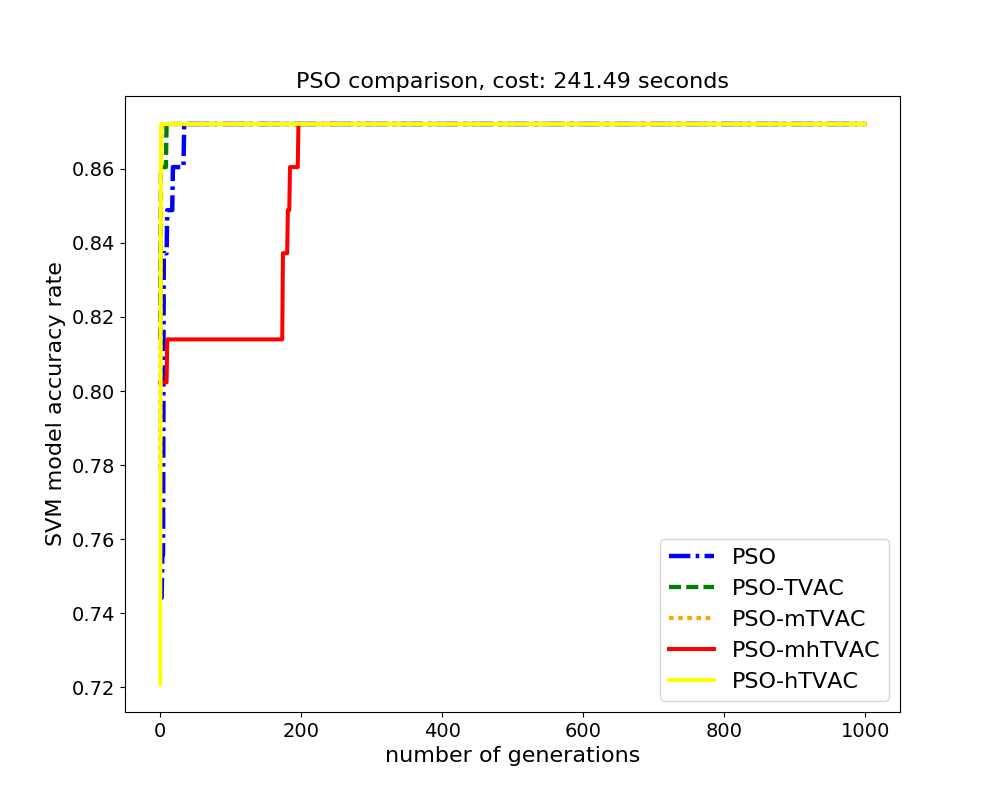 PSO comparison, cost: 241.49 seconds
SVM model accuracy rate
0.86
0.84
0.82
0.80
0.78
0.76
0.74
0.72
0
200
400
600
800
1000
number of generations
PSO
PSO-TVAC
PSO-mTVAC
PSO-mhTVAC
PSO-hTVAC